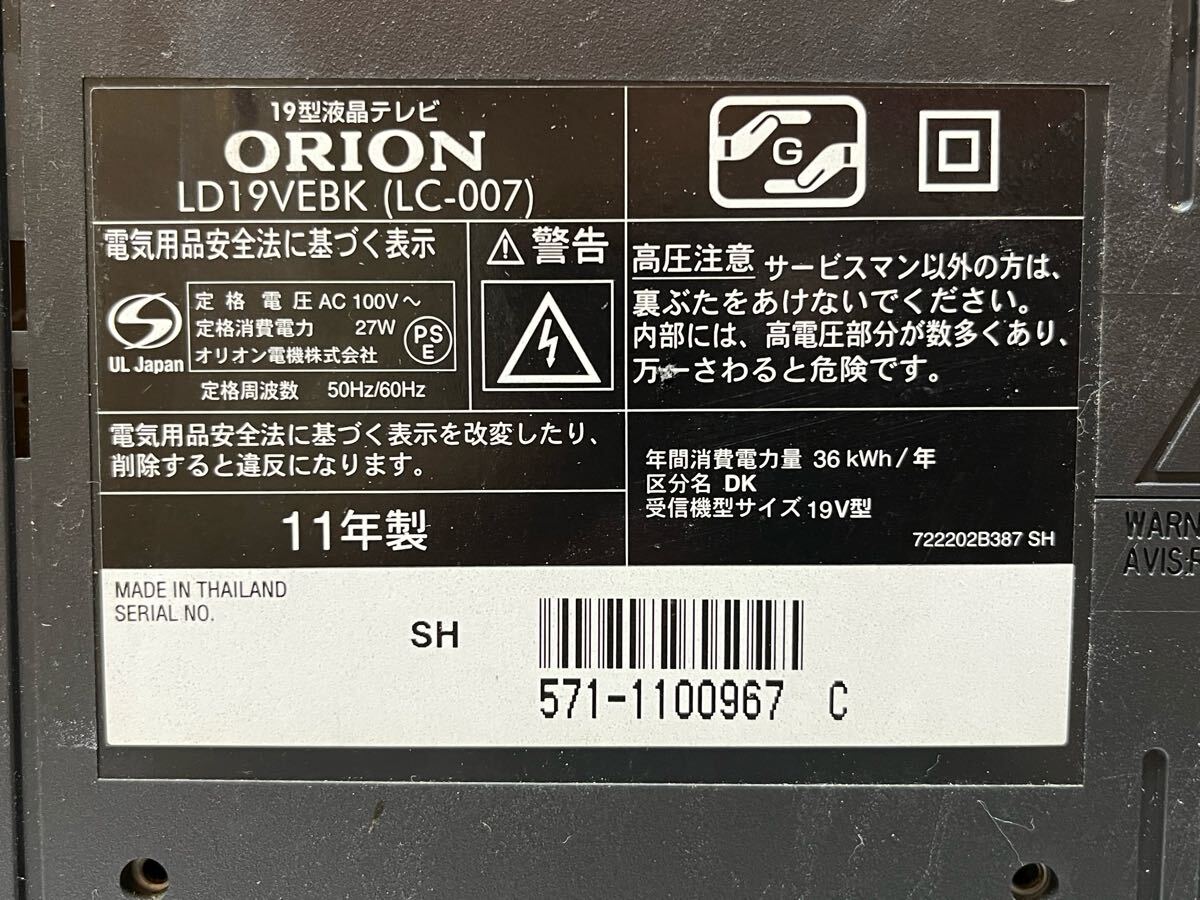 19型液晶テレビ
ORION
LD19VEBK (LC-007)
G
電気用品安全法に基づく表示
UL Japan
定格電圧 AC 100V～
定格消費電力 27W
オリオン電機株式会社
PS
E
定格周波数 50Hz/60Hz
警告
高圧注意 サービスマン以外の方は、
裏ぶたをあけないでください。
内部には、高電圧部分が数多くあり、
万一さわると危険です。
電気用品安全法に基づく表示を改変したり、
削除すると違反になります。
11年製
年間消費電力量 36 kWh/年
区分名 DK
受信機型サイズ 19V型
722202B387 SH
MADE IN THAILAND
SERIAL NO.
SH
571-1100967 C